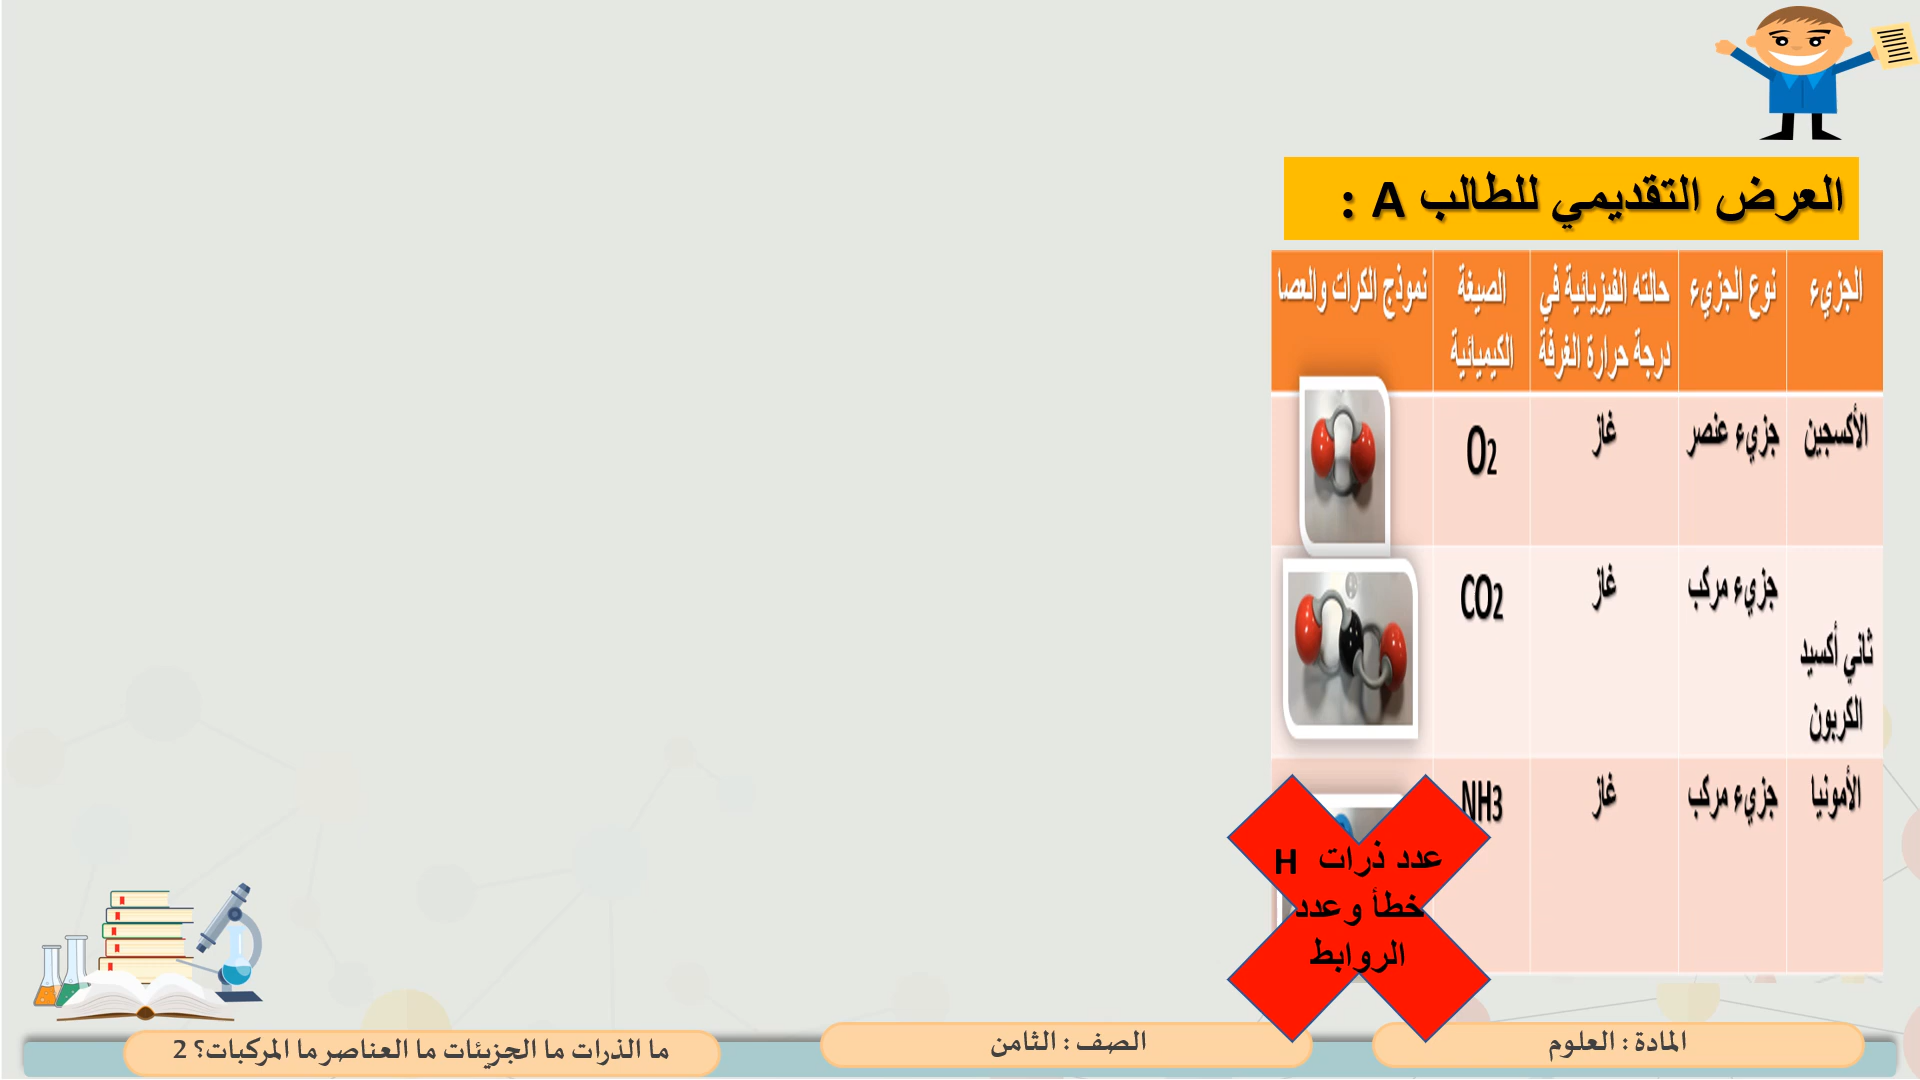 العرض التقديمي للطالب A :
الجزيء
نوع الجزيء
حالته الفيزيائية في
درجة حرارة الغرفة
الصيغة
الكيميائية
نموذج الكرات والعصا
الأكسجين
جزيء عنصر
غاز
O2
ثاني أكسيد
الكربون
جزيء مركب
غاز
CO2
الأمونيا
جزيء مركب
غاز
NH3
عدد ذرات H
خطأ وعدد
الروابط
المادة : العلوم
الصف : الثامن
ما الذرات ما الجزيئات ما العناصر ما المركبات؟ 2